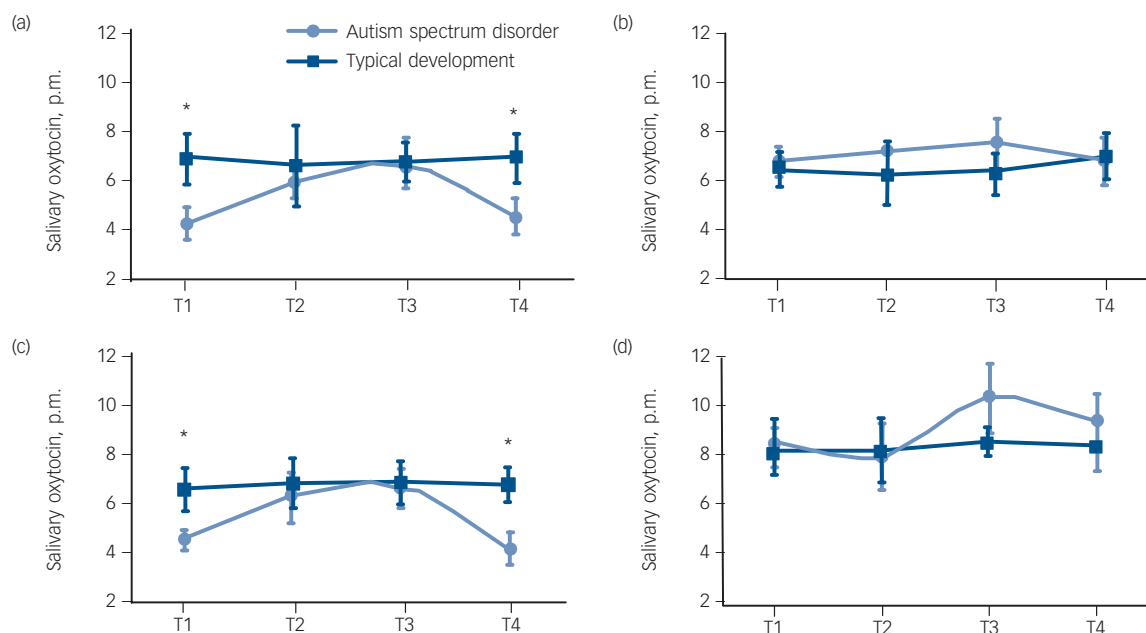 (a)
Autism spectrum disorder
Typical development
Salivary oxytocin, p.m.
12
10
8
6
4
2
*
*
T1
T2
T3
T4
(b)
Salivary oxytocin, p.m.
12
10
8
6
4
2
T1
T2
T3
T4
(c)
Salivary oxytocin, p.m.
12
10
8
6
4
2
*
*
T1
T2
T3
T4
(d)
Salivary oxytocin, p.m.
12
10
8
6
4
2
T1
T2
T3
T4